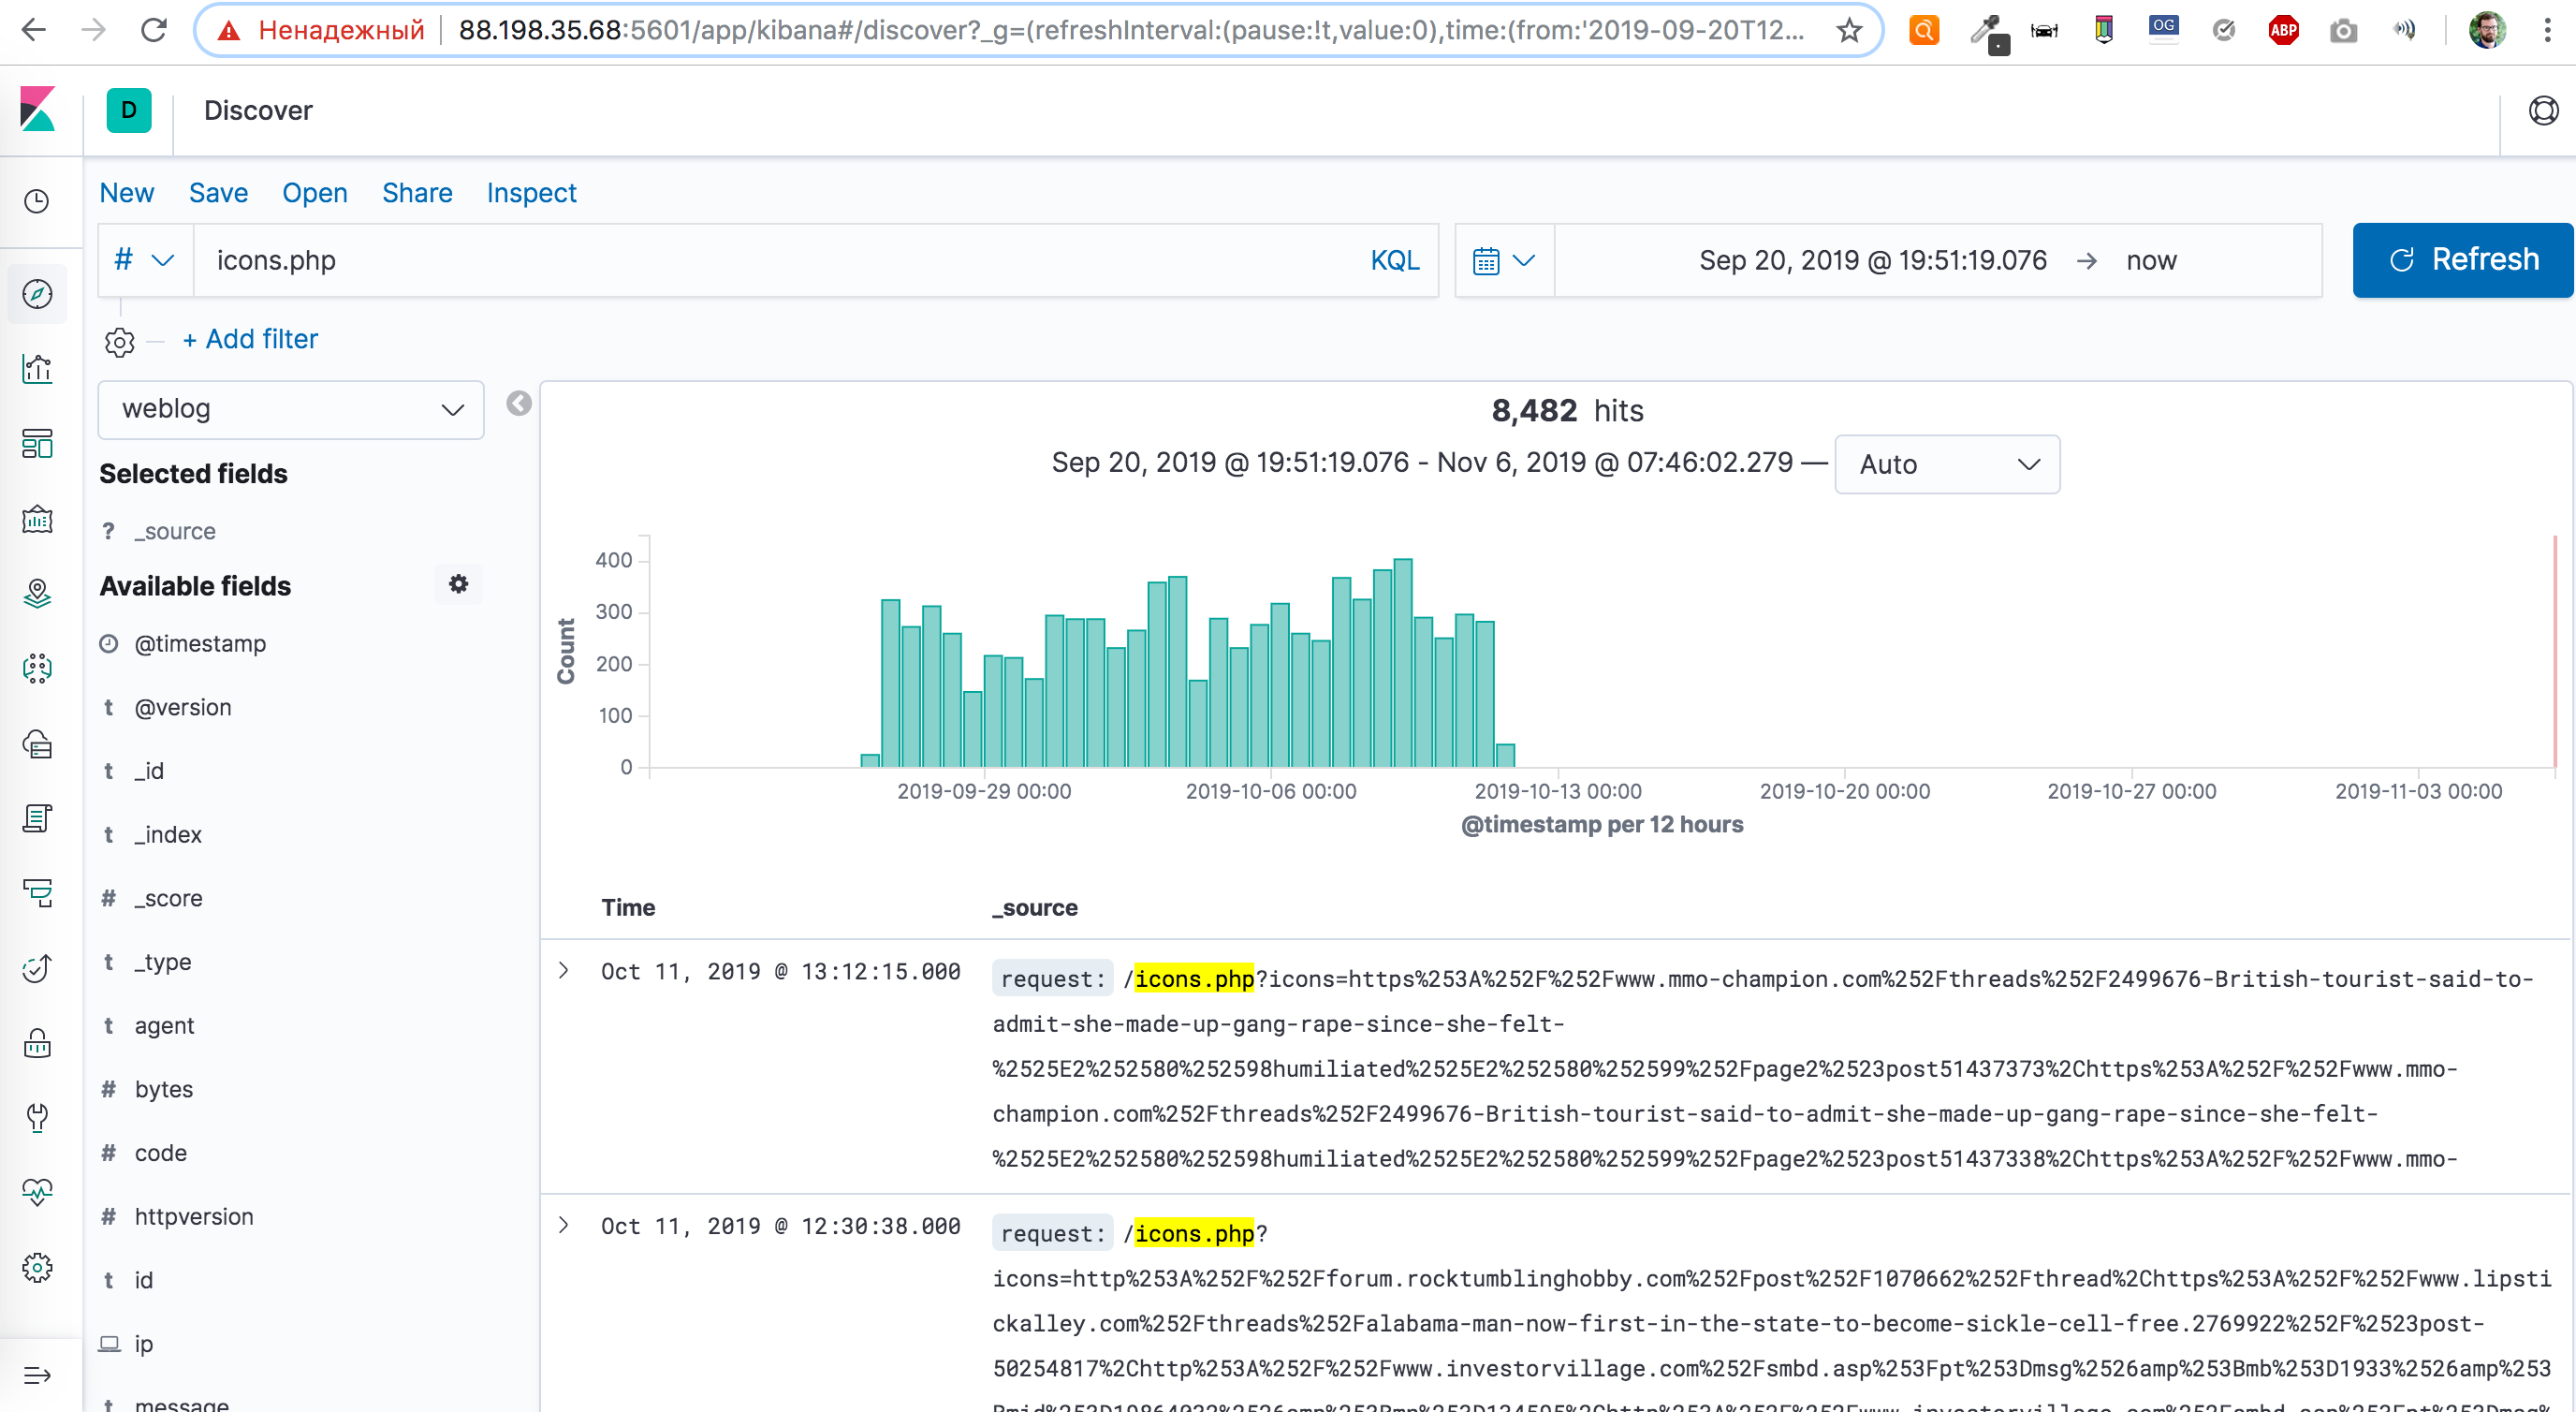 Ненадежный 88.198.35.68:5601/app/kibana#/discover?_g=(refreshInterval:(pause:!t,value:0),time:(from:'2019-09-20T12...
OG
ABP
D Discover
New Save Open Share Inspect
# icons.php KQL Sep 20, 2019 @ 19:51:19.076 → now Refresh
+ Add filter
weblog
8,482 hits
Sep 20, 2019 @ 19:51:19.076 - Nov 6, 2019 @ 07:46:02.279 — Auto
Selected fields
? _source
Available fields
@timestamp
t @version
t _id
t _index
# _score
t _type
t agent
# bytes
# code
# httpversion
t id
ip
t message
Count
400
300
200
100
0
2019-09-29 00:00 2019-10-06 00:00 2019-10-13 00:00 2019-10-20 00:00 2019-10-27 00:00 2019-11-03 00:00
@timestamp per 12 hours
Time _source
Oct 11, 2019 @ 13:12:15.000 request: /icons.php?icons=https%253A%252F%252Fwww.mmo-champion.com%252Fthreads%252F2499676-British-tourist-said-to-
admit-she-made-up-gang-rape-since-she-felt-
%2525E2%252580%252598humiliated%2525E2%252580%252599%252Fpage2%2523post51437373%2Chttps%253A%252F%252Fwww.mmo-
champion.com%252Fthreads%252F2499676-British-tourist-said-to-admit-she-made-up-gang-rape-since-she-felt-
%2525E2%252580%252598humiliated%2525E2%252580%252599%252Fpage2%2523post51437338%2Chttps%253A%252F%252Fwww.mmo-
Oct 11, 2019 @ 12:30:38.000 request: /icons.php?
icons=http%253A%252F%252Fforum.rocktumblinghobby.com%252Fpost%252F1070662%252Fthread%2Chttps%253A%252F%252Fwww.lipsti
ckalley.com%252Fthreads%252Falabama-man-now-first-in-the-state-to-become-sickle-cell-free.2769922%252F%2523post-
50254817%2Chttp%253A%252F%252Fwww.investorvillage.com%252Fsmbd.asp%253Fpt%253Dmsg%2526amp%253Bmb%253D1933%2526amp%253